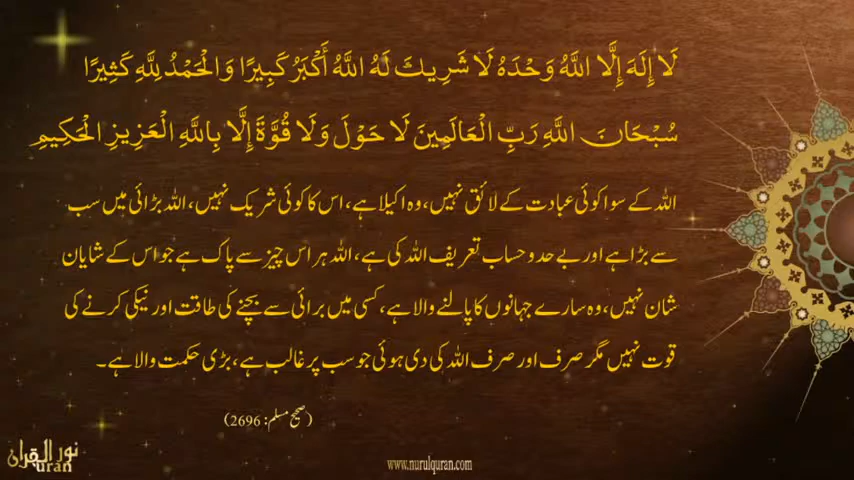 لَا إِلَهَ إِلَّا اللَّهُ وَحْدَهُ لَا شَرِيكَ لَهُ اللَّهُ أَكْبَرُ كَبِيرًا وَالْحَمْدُ لِلَّهِ كَثِيرًا
سُبْحَانَ اللَّهِ رَبِّ الْعَالَمِينَ لَا حَوْلَ وَلَا قُوَّةَ إِلَّا بِاللَّهِ الْعَزِيزِ الْحَكِيمِ
اللہ کے سوا کوئی عبادت کے لائق نہیں، وہ اکیلا ہے، اس کا کوئی شریک نہیں، اللہ بڑائی میں سب
سے بڑا ہے اور بے حد و حساب تعریف اللہ کی ہے، اللہ ہر اس چیز سے پاک ہے جو اس کے شایان
شان نہیں، وہ سارے جہانوں کا پالنے والا ہے، کسی میں برائی سے بچنے کی طاقت اور نیکی کرنے کی
قوت نہیں مگر صرف اور صرف اللہ کی دی ہوئی جو سب پر غالب ہے، بڑی حکمت والا ہے۔
(صحیح مسلم: 2696)
نور القرآن
uran
www.nurulquran.com